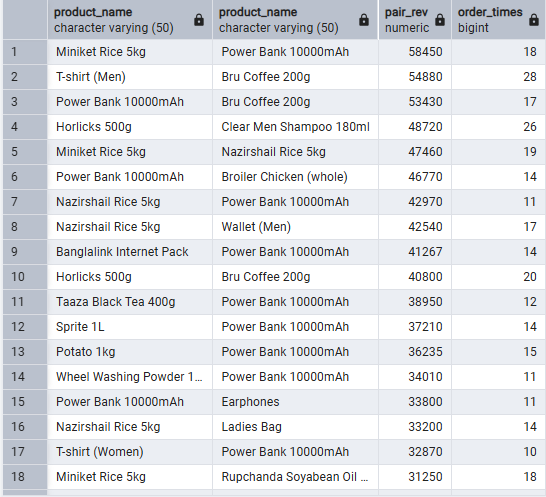 product_name product_name pair_rev order_times
character varying (50) character varying (50) numeric bigint
1 Miniket Rice 5kg Power Bank 10000mAh 58450 18
2 T-shirt (Men) Bru Coffee 200g 54880 28
3 Power Bank 10000mAh Bru Coffee 200g 53430 17
4 Horlicks 500g Clear Men Shampoo 180ml 48720 26
5 Miniket Rice 5kg Nazirshail Rice 5kg 47460 19
6 Power Bank 10000mAh Broiler Chicken (whole) 46770 14
7 Nazirshail Rice 5kg Power Bank 10000mAh 42970 11
8 Nazirshail Rice 5kg Wallet (Men) 42540 17
9 Banglalink Internet Pack Power Bank 10000mAh 41267 14
10 Horlicks 500g Bru Coffee 200g 40800 20
11 Taaza Black Tea 400g Power Bank 10000mAh 38950 12
12 Sprite 1L Power Bank 10000mAh 37210 14
13 Potato 1kg Power Bank 10000mAh 36235 15
14 Wheel Washing Powder 1... Power Bank 10000mAh 34010 11
15 Power Bank 10000mAh Earphones 33800 11
16 Nazirshail Rice 5kg Ladies Bag 33200 14
17 T-shirt (Women) Power Bank 10000mAh 32870 10
18 Miniket Rice 5kg Rupchanda Soyabean Oil ... 31250 18